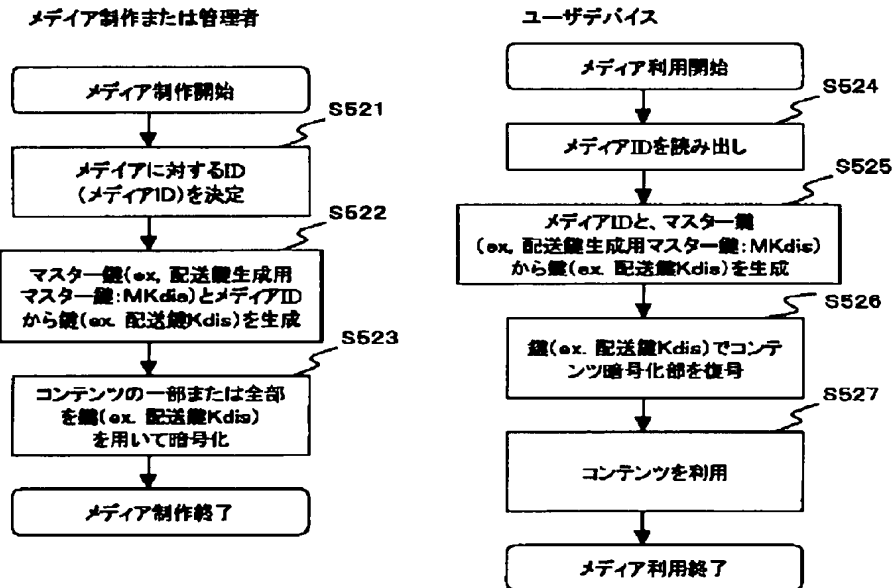 メデイア制作または管理者
メディア制作開始
S521
メデイアに対するID
(メディアID)を決定
S522
マスター鍵(ex, 配送鍵生成用
マスター鍵:MKdis)とメディアID
から鍵(ex. 配送鍵Kdis)を生成
S523
コンテンツの一部または全部
を鍵(ex. 配送鍵Kdis)
を用いて暗号化
メディア制作終了
ユーザデバイス
メディア利用開始
S524
メディアIDを読み出し
S525
メディアIDと、マスター鍵
(ex, 配送鍵生成用マスター鍵:MKdis)
から鍵(ex. 配送鍵Kdis)を生成
S526
鍵(ex. 配送鍵Kdis)でコンテ
ンツ暗号化部を復号
S527
コンテンツを利用
メディア利用終了